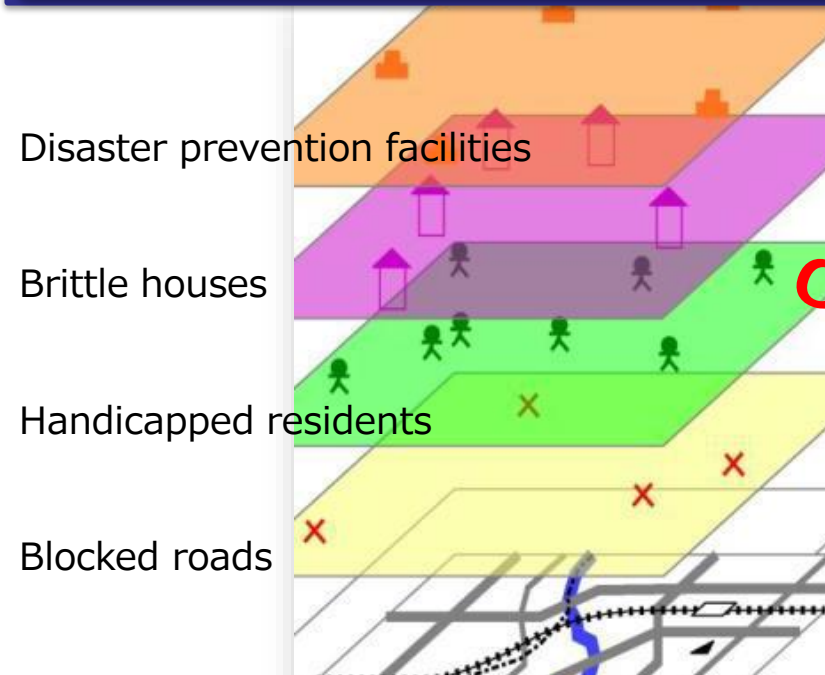 Disaster prevention facilities
Brittle houses
Handicapped residents
Blocked roads